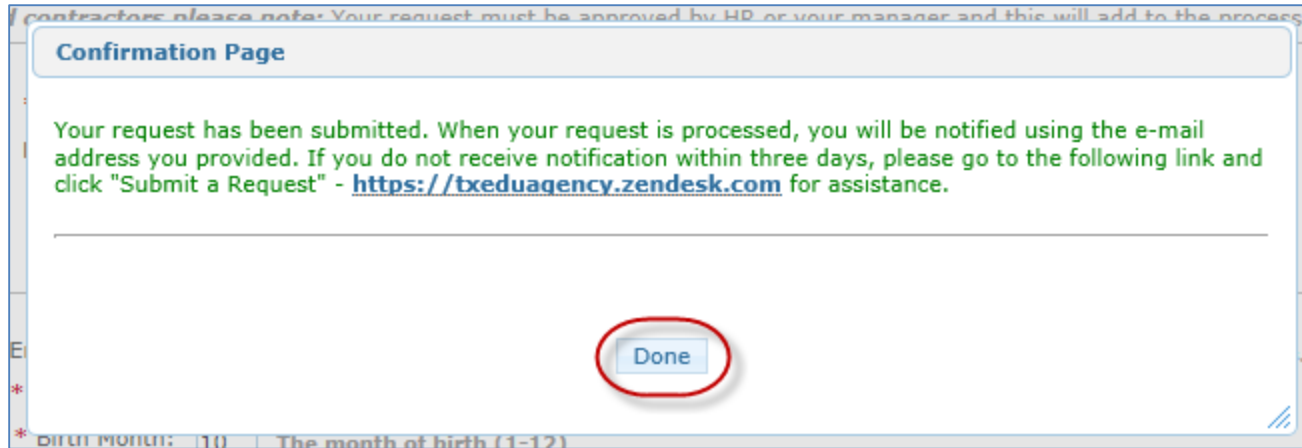 l contractors please note: Your request must be approved by HR or your manager and this will add to the process
Confirmation Page
Your request has been submitted. When your request is processed, you will be notified using the e-mail
address you provided. If you do not receive notification within three days, please go to the following link and
click "Submit a Request" - https://txeduagency.zendesk.com for assistance.
Done
*
* Birth Month: 10 The month of birth (1-12)